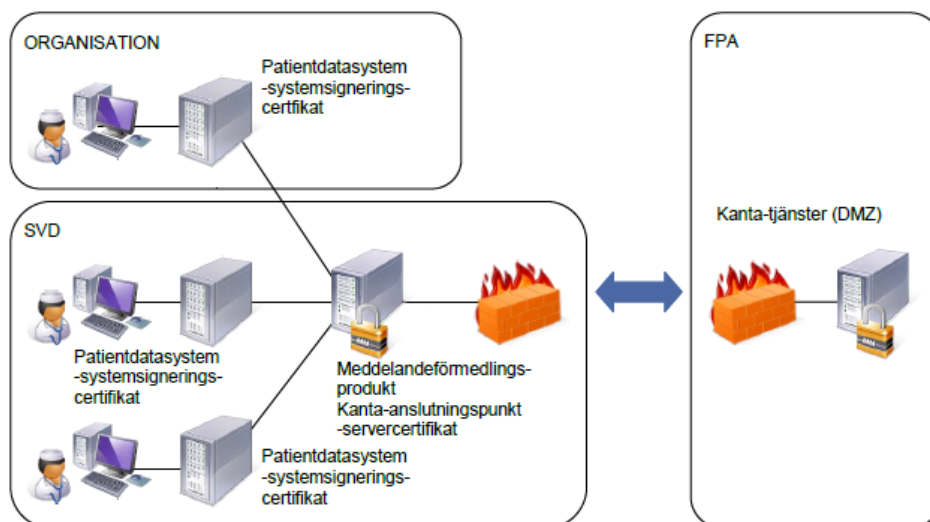 ORGANISATION
Patientdatasystem
-systemsignerings-
certfikat
SVD
Patientdatasystem
-systemsignerings-
certifikat
Meddelandeförmedlings-
produkt
Kanta-anslutningspunkt
-servercertifikat
Patientdatasystem
-systemsignerings-
certifikat
FPA
Kanta-tjänster (DMZ)